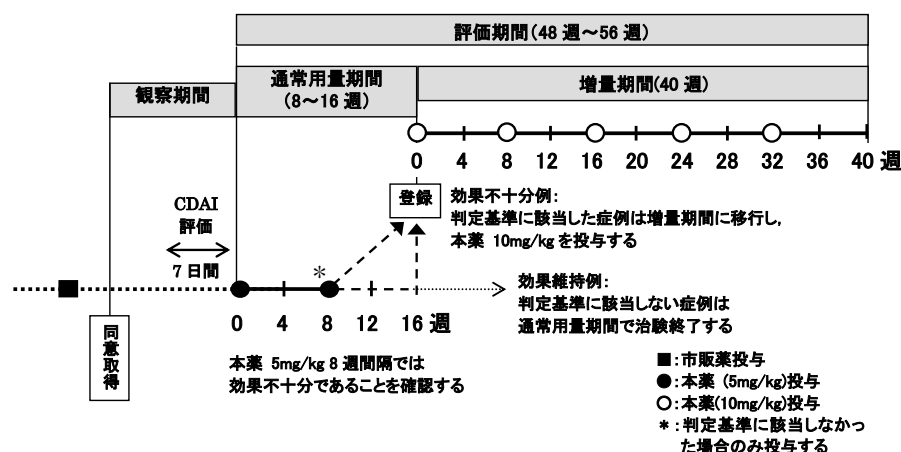 評価期間(48 週～56 週)
観察期間
通常用量期間
(8～16 週)
増量期間(40 週)
0 4 8 12 16 20 24 28 32 36 40 週
登録
効果不十分例:
判定基準に該当した症例は増量期間に移行し,
本薬 10mg/kg を投与する
CDAI
評価
7 日間
*
効果維持例:
判定基準に該当しない症例は
通常用量期間で治験終了する
0 4 8 12 16 週
同意取得
本薬 5mg/kg 8 週間隔では
効果不十分であることを確認する
■:市販薬投与
●:本薬 (5mg/kg)投与
○:本薬(10mg/kg)投与
*:判定基準に該当しなかっ
た場合のみ投与する